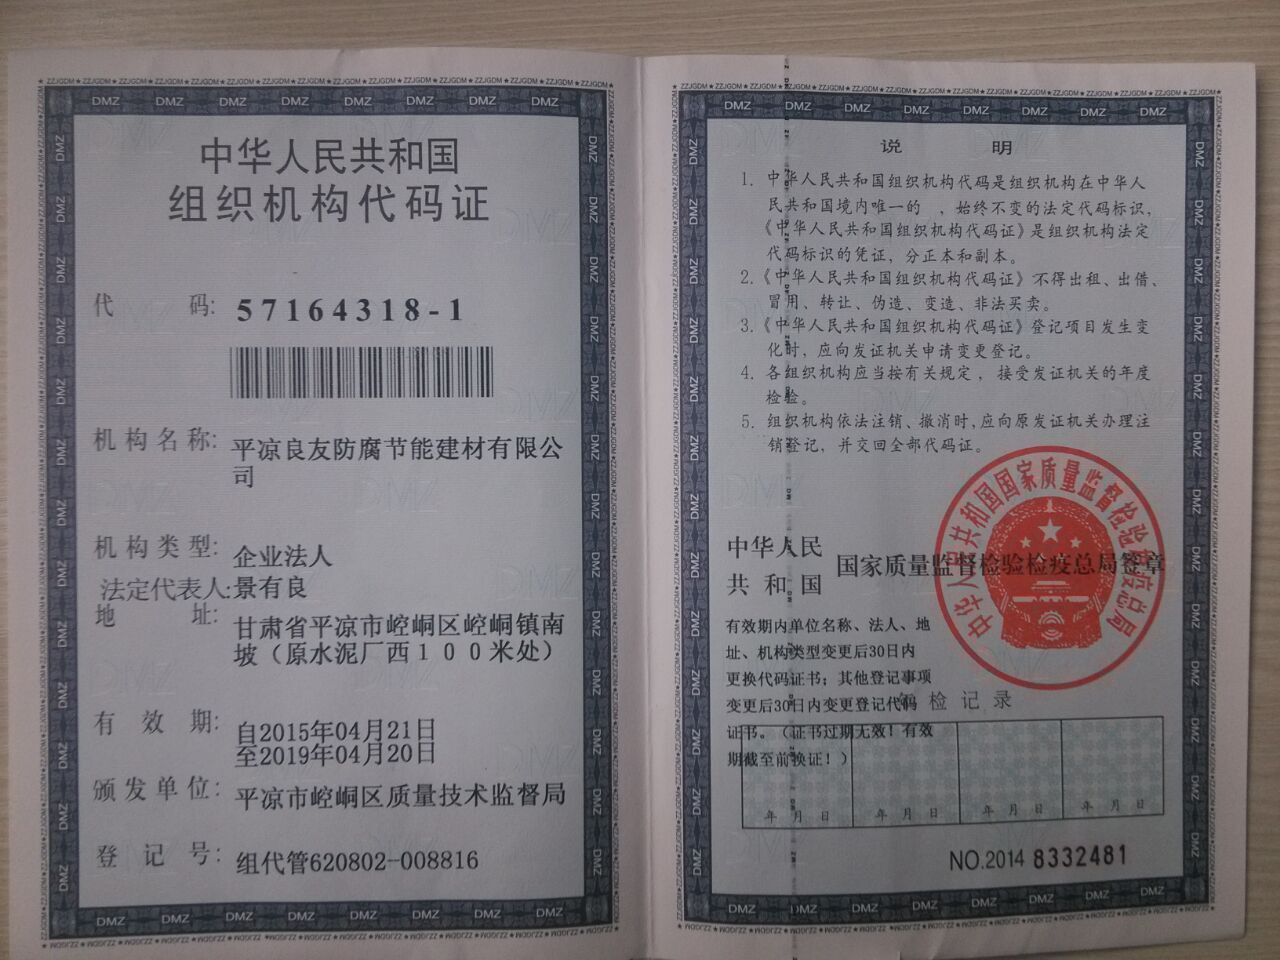 中华人民共和国
组织机构代码证
代 码: 57164318-1
机构名称: 平凉良友防腐节能建材有限公
司
机构类型: 企业法人
法定代表人:景有良
地 址: 甘肃省平凉市崆峒区崆峒镇南
坡（原水泥厂西１００米处）
有 效 期: 自2015年04月21日
至2019年04月20日
颁发单位: 平凉市崆峒区质量技术监督局
登 记 号: 组代管620802-008816
说 明
1. 中华人民共和国组织机构代码是组织机构在中华人
民共和国境内唯一的 ，始终不变的法定代码标识，
《中华人民共和国组织机构代码证》是组织机构法定
代码标识的凭证，分正本和副本。
2.《中华人民共和国组织机构代码证》不得出租、出借、
冒用、转让、伪造、变造、非法买卖。
3.《中华人民共和国组织机构代码证》登记项目发生变
化时，应向发证机关申请变更登记。
4. 各组织机构应当按有关规定，接受发证机关的年度
检验。
5. 组织机构依法注销、撤消时，应向原发证机关办理注
销登记，并交回全部代码证。
中华人民共和国国家质量监督检验检疫总局
中华人民
共和国 国家质量监督检验检疫总局签章
有效期内单位名称、法人、地
址、机构类型变更后30日内
更换代码证书；其他登记事项
变更后30日内变更登记代码
证书。（证书过期无效！有效
期截至前换证！）
年检记录
年 月 日 年 月 日 年 月 日 年 月 日
NO.2014 8332481